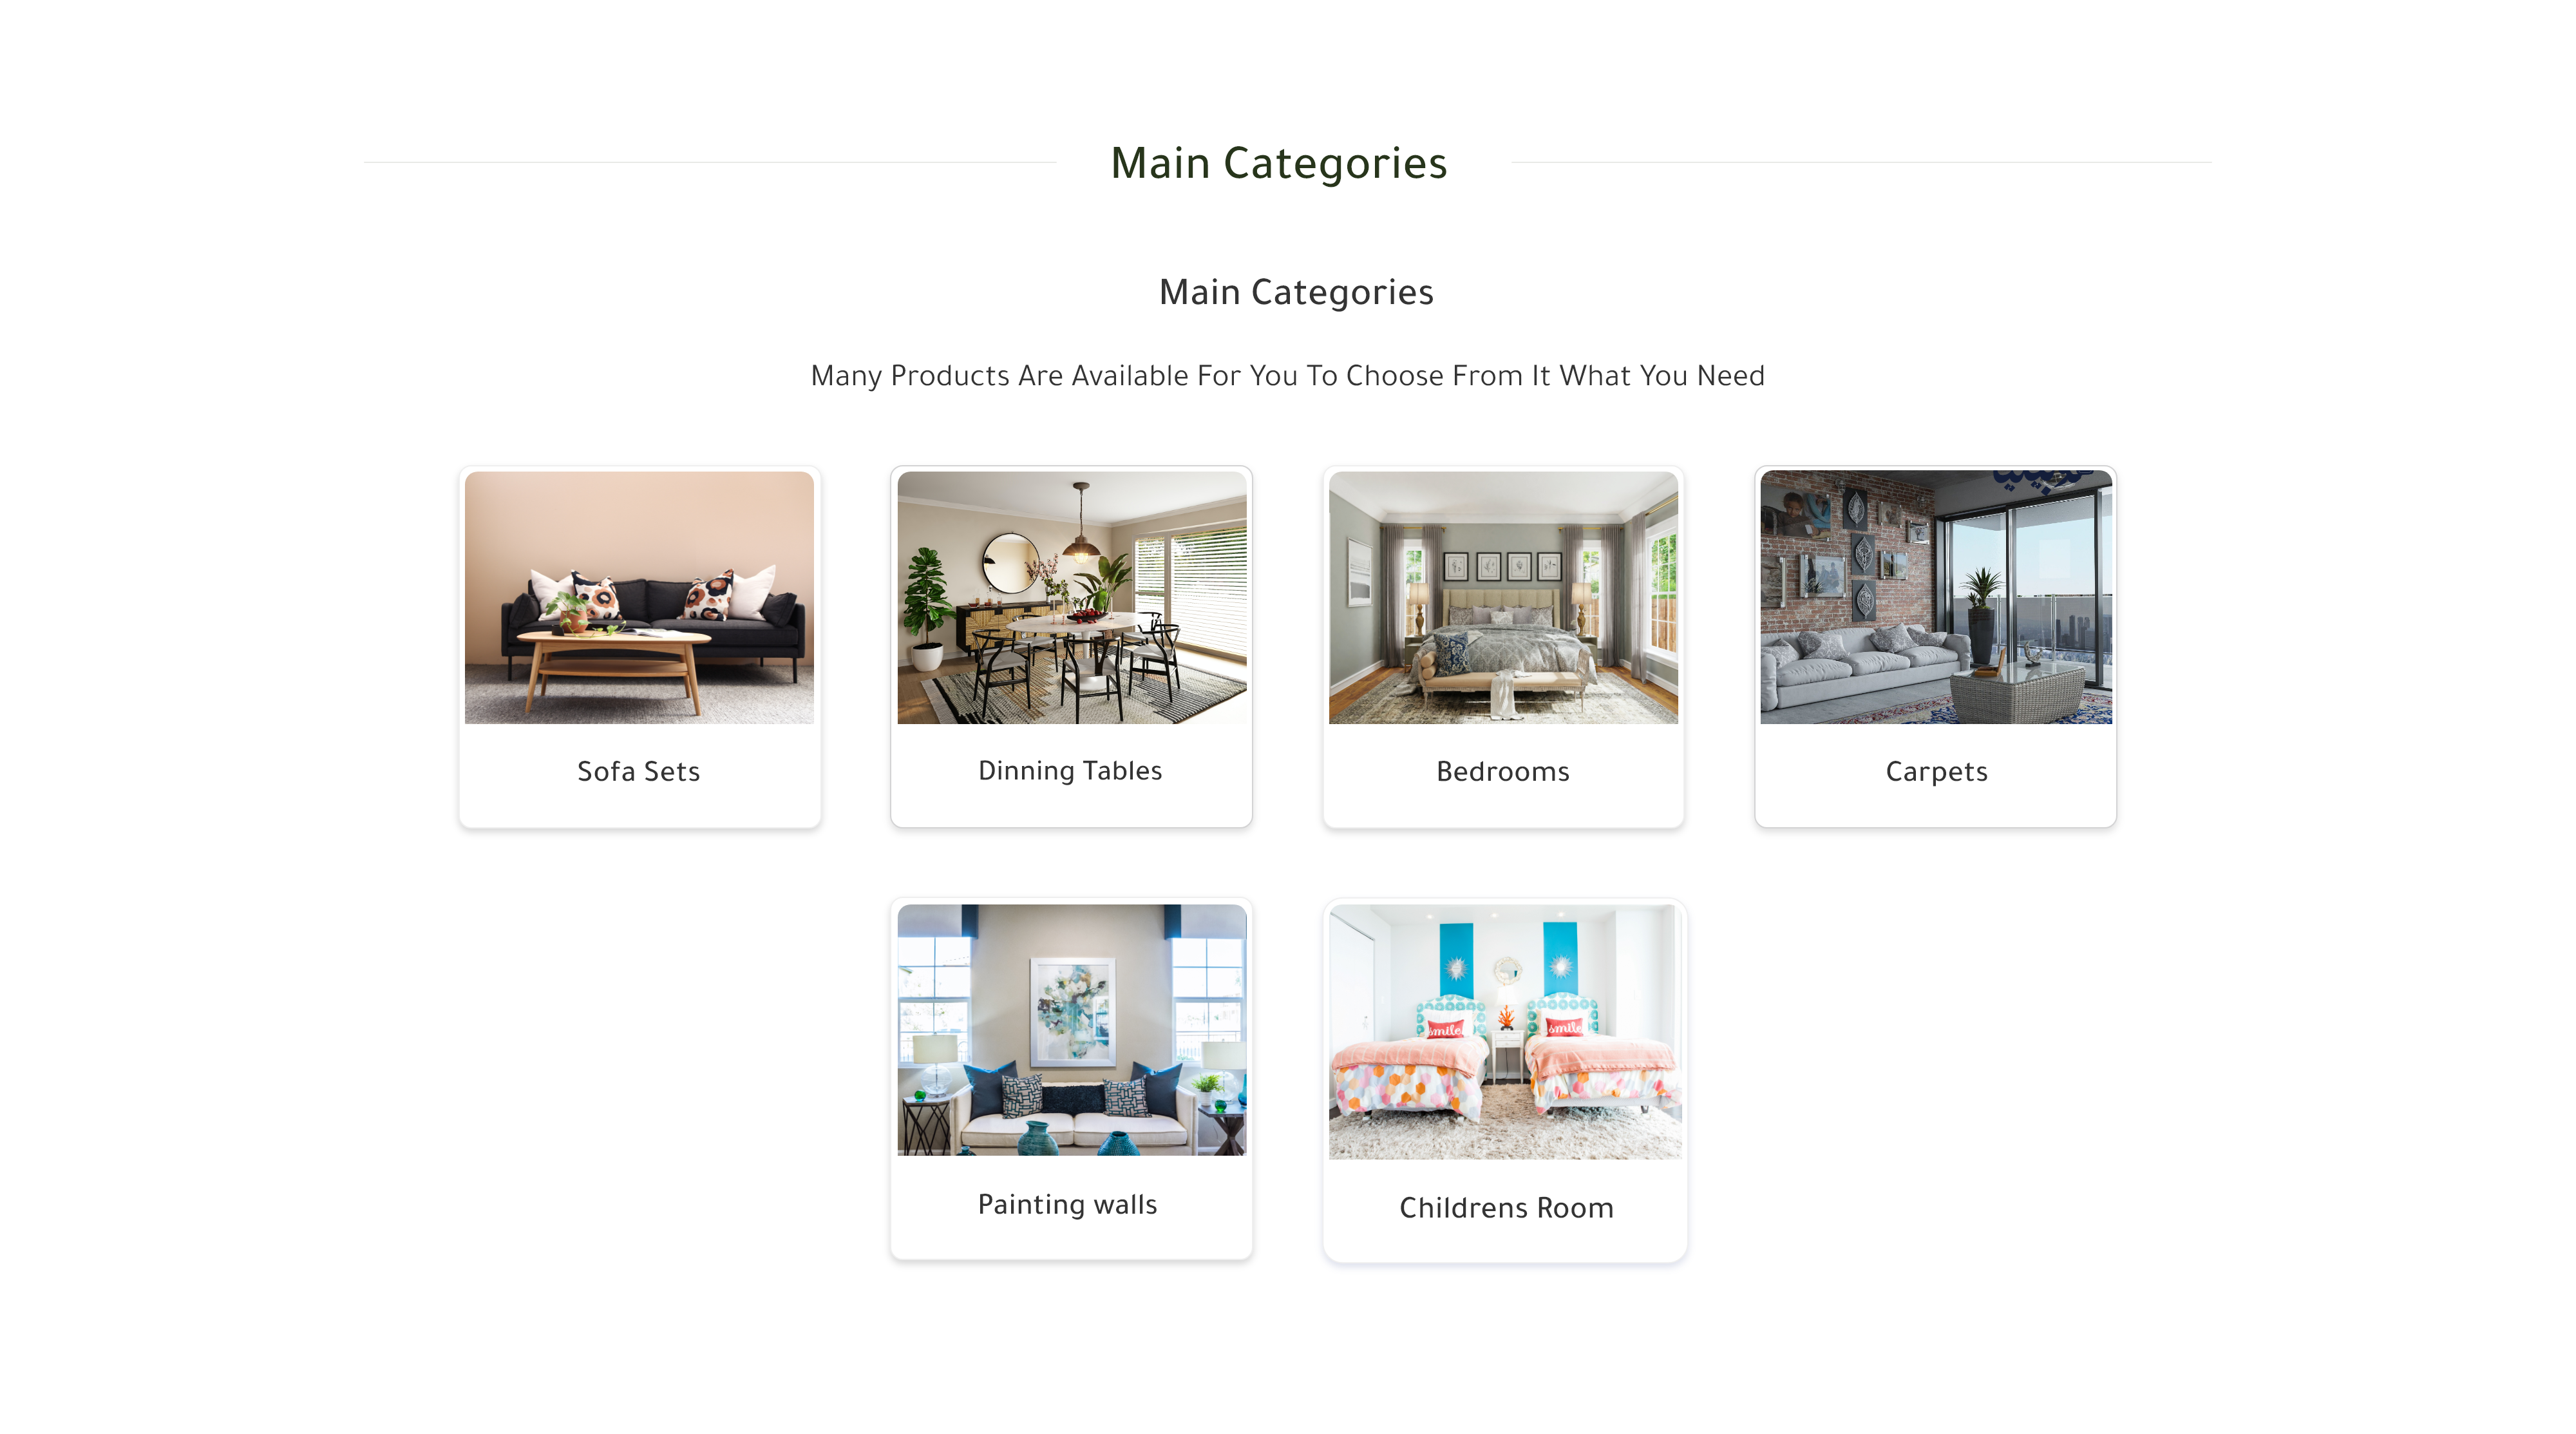 Main Categories
Main Categories
Many Products Are Available For You To Choose From It What You Need
Sofa Sets
Dinning Tables
Bedrooms
Carpets
smile
smile
Painting walls
Childrens Room